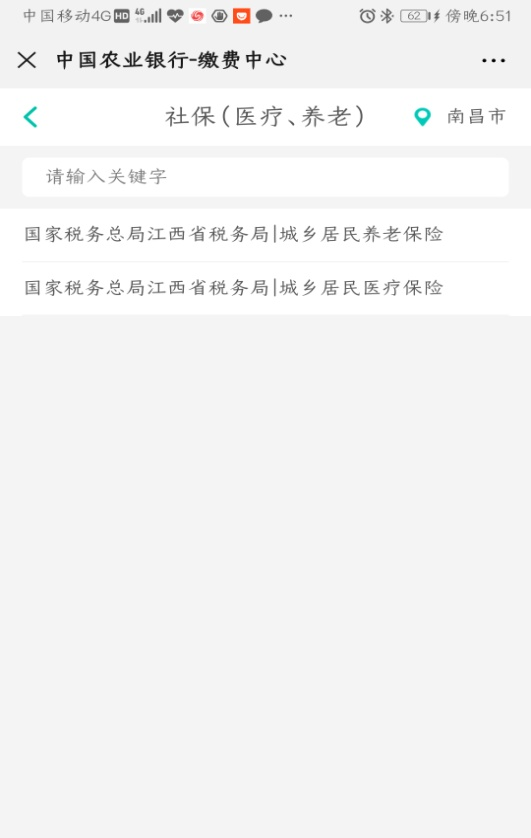 中国移动4G HD 4G 62 傍晚6:51
中国农业银行-缴费中心
社保(医疗、养老) 南昌市
请输入关键字
国家税务总局江西省税务局|城乡居民养老保险
国家税务总局江西省税务局|城乡居民医疗保险